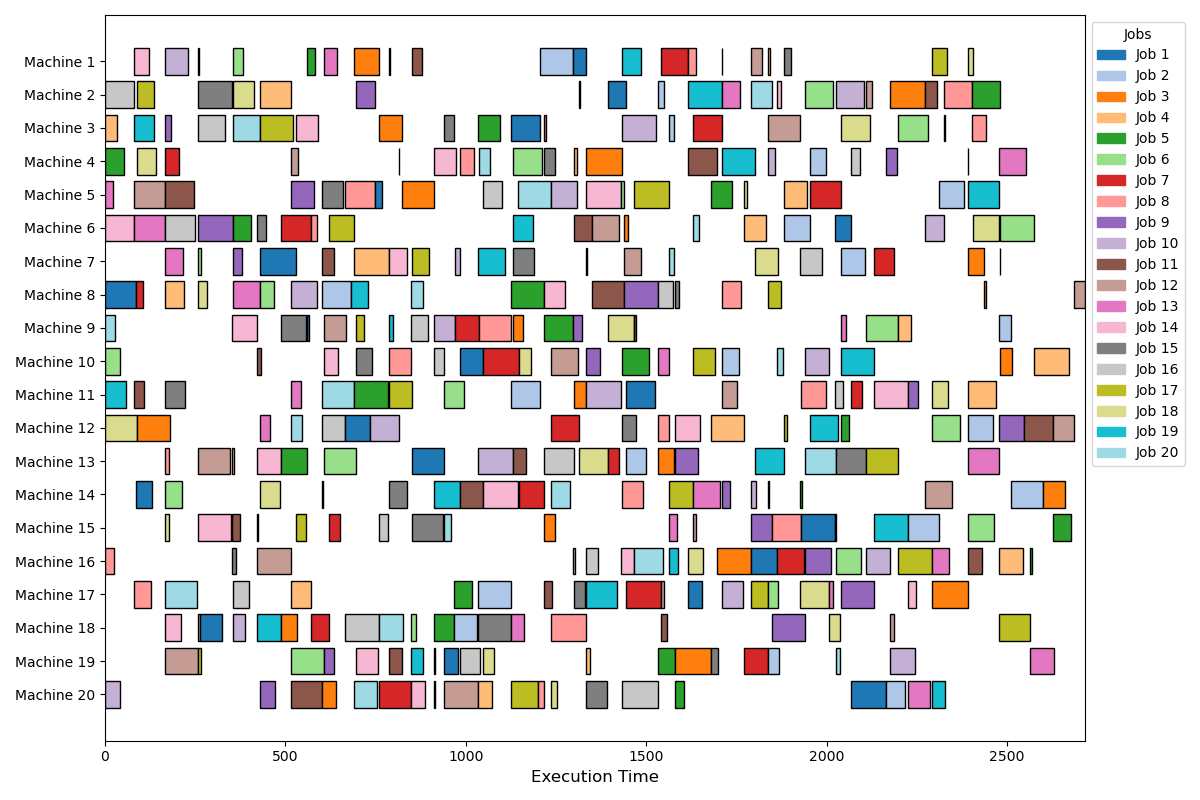 Machine 1
Machine 2
Machine 3
Machine 4
Machine 5
Machine 6
Machine 7
Machine 8
Machine 9
Machine 10
Machine 11
Machine 12
Machine 13
Machine 14
Machine 15
Machine 16
Machine 17
Machine 18
Machine 19
Machine 20
0 500 1000 1500 2000 2500
Execution Time
Jobs
Job 1
Job 2
Job 3
Job 4
Job 5
Job 6
Job 7
Job 8
Job 9
Job 10
Job 11
Job 12
Job 13
Job 14
Job 15
Job 16
Job 17
Job 18
Job 19
Job 20